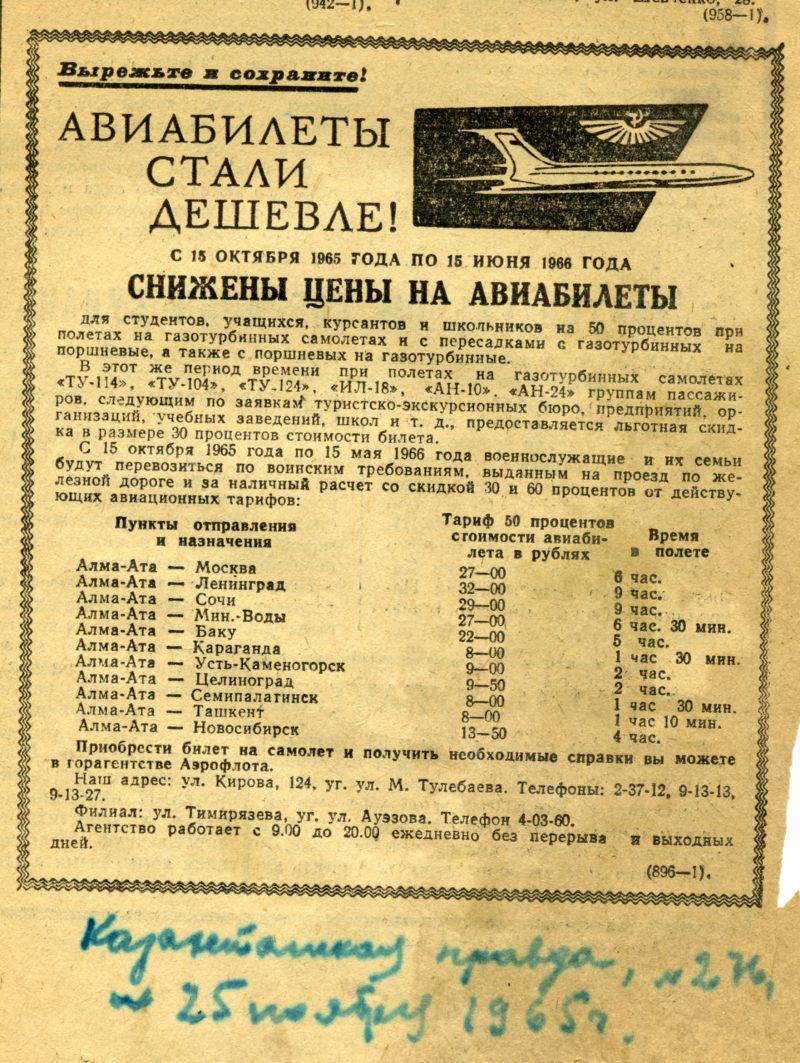 (942—1).
ул. Шевченко, 28.
(958—1).
Вырежьте и сохраните!
АВИАБИЛЕТЫ
СТАЛИ
ДЕШЕВЛЕ!
С 15 ОКТЯБРЯ 1965 ГОДА ПО 15 ИЮНЯ 1966 ГОДА
СНИЖЕНЫ ЦЕНЫ НА АВИАБИЛЕТЫ
для студентов, учащихся, курсантов и школьников на 50 процентов при
полетах на газотурбинных самолетах и с пересадками с газотурбинных на
поршневые, а также с поршневых на газотурбинные.
В этот же период времени при полетах на газотурбинных самолетах
«ТУ-114», «ТУ-104», «ТУ-124», «ИЛ-18», «АН-10», «АН-24» группам пассажи-
ров, следующим по заявкам туристско-экскурсионных бюро, предприятий, ор-
ганизаций, учебных заведений, школ и т. д., предоставляется льготная скид-
ка в размере 30 процентов стоимости билета.
С 15 октября 1965 года по 15 мая 1966 года военнослужащие и их семьи
будут перевозиться по воинским требованиям, выданным на проезд по же-
лезной дороге и за наличный расчет со скидкой 30 и 60 процентов от действу-
ющих авиационных тарифов:
Пункты отправления
и назначения
Тариф 50 процентов
стоимости авиаби-
лета в рублях
Время
в полете
Алма-Ата — Москва 27—00 6 час.
Алма-Ата — Ленинград 32—00 9 час.
Алма-Ата — Сочи 29—00 9 час.
Алма-Ата — Мин.-Воды 27—00 6 час. 30 мин.
Алма-Ата — Баку 22—00 5 час.
Алма-Ата — Караганда 8—00 1 час 30 мин.
Алма-Ата — Усть-Каменогорск 9—00 2 час.
Алма-Ата — Целиноград 9—50 2 час.
Алма-Ата — Семипалатинск 8—00 1 час 30 мин.
Алма-Ата — Ташкент 8—00 1 час 10 мин.
Алма-Ата — Новосибирск 13—50 4 час.
Приобрести билет на самолет и получить необходимые справки вы можете
в горагентстве Аэрофлота.
Наш адрес: ул. Кирова, 124, уг. ул. М. Тулебаева. Телефоны: 2-37-12, 9-13-13,
9-13-27.
Филиал: ул. Тимирязева, уг. ул. Ауэзова. Телефон 4-03-60.
Агентство работает с 9.00 до 20.00 ежедневно без перерыва и выходных
дней.
(896—1).
Казахстанская правда, №
25 ноября 1965г.